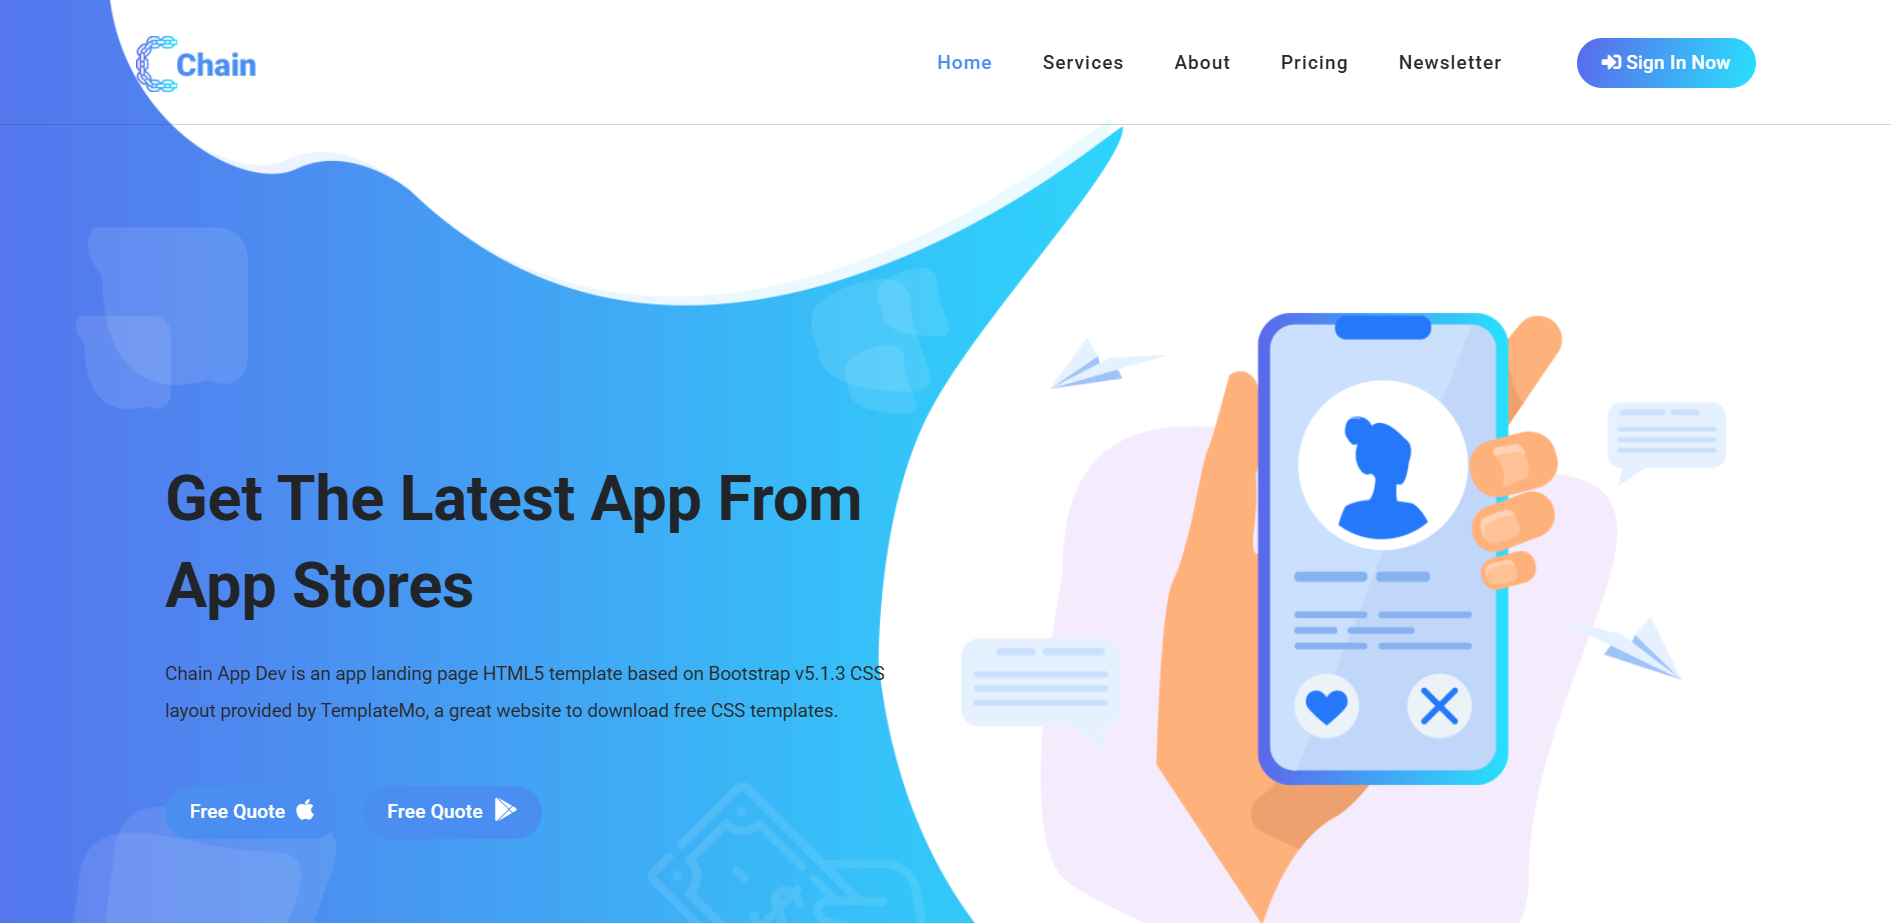 Chain
Home
Services
About
Pricing
Newsletter
Sign In Now
Get The Latest App From
App Stores
Chain App Dev is an app landing page HTML5 template based on Bootstrap v5.1.3 CSS
layout provided by TemplateMo, a great website to download free CSS templates.
Free Quote
Free Quote